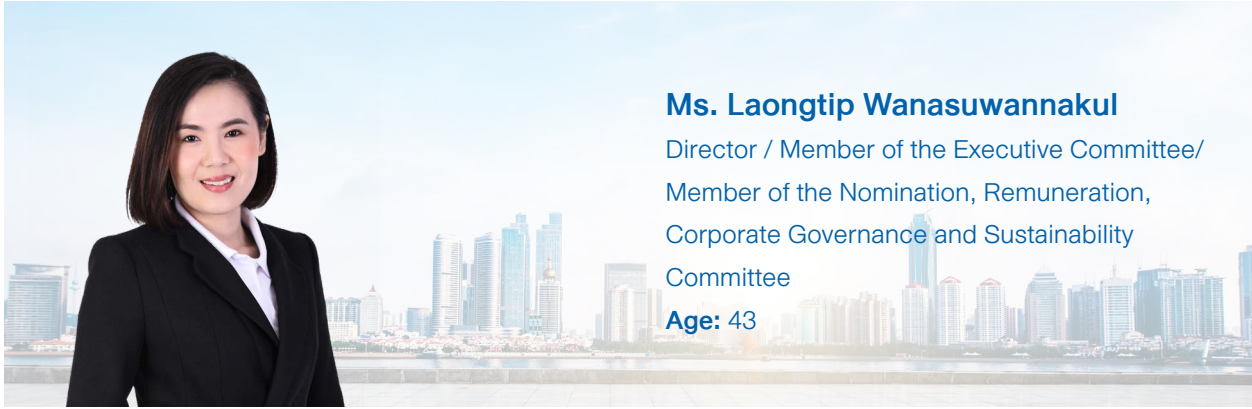 Ms. Laongtip Wanasuwannakul
Director / Member of the Executive Committee/
Member of the Nomination, Remuneration,
Corporate Governance and Sustainability
Committee
Age: 43